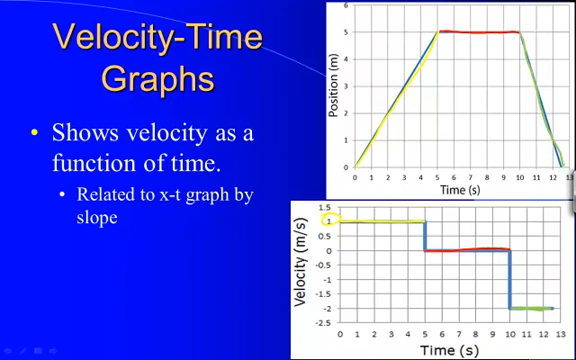 Velocity-Time
Graphs
• Shows velocity as a
function of time.
• Related to x-t graph by
slope
Position (m)
6
5
4
3
2
1
0
0 1 2 3 4 5 6 7 8 9 10 11 12 13
Time (s)
Velocity (m/s)
1.5
1
0.5
0
-0.5
-1
-1.5
-2
-2.5
0 1 2 3 4 5 6 7 8 9 10 11 12 13
Time (s)